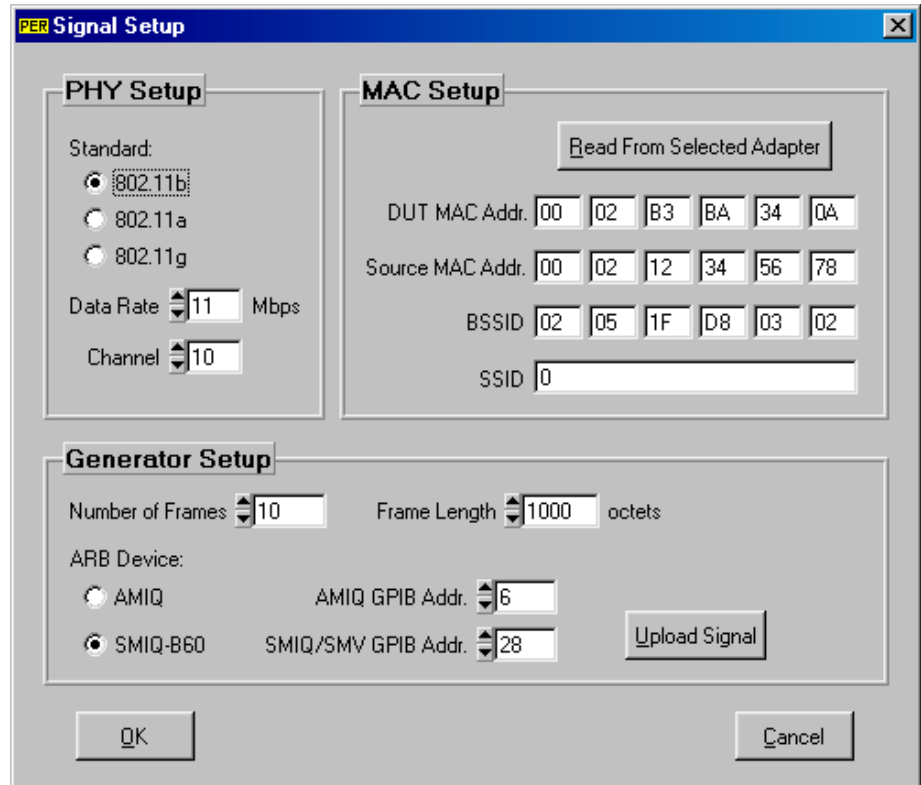 PER Signal Setup
PHY Setup
Standard:
802.11b
802.11a
802.11g
Data Rate 11 Mbps
Channel 10
MAC Setup
Read From Selected Adapter
DUT MAC Addr. 00 02 B3 BA 34 0A
Source MAC Addr. 00 02 12 34 56 78
BSSID 02 05 1F D8 03 02
SSID 0
Generator Setup
Number of Frames 10 Frame Length 1000 octets
ARB Device:
AMIQ AMIQ GPIB Addr. 6
SMIQ-B60 SMIQ/SMV GPIB Addr. 28 Upload Signal
OK Cancel